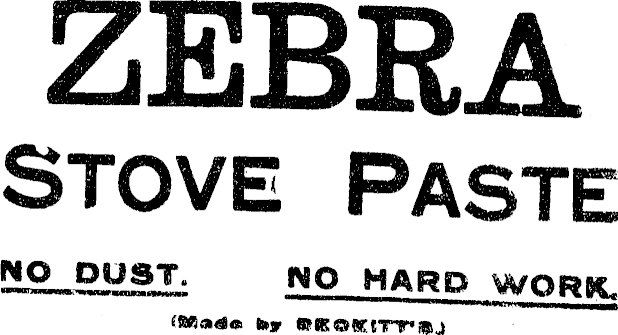 ZEBRA
STOVE PASTE
NO DUST. NO HARD WORK.
(Made by RECKITT'S.)